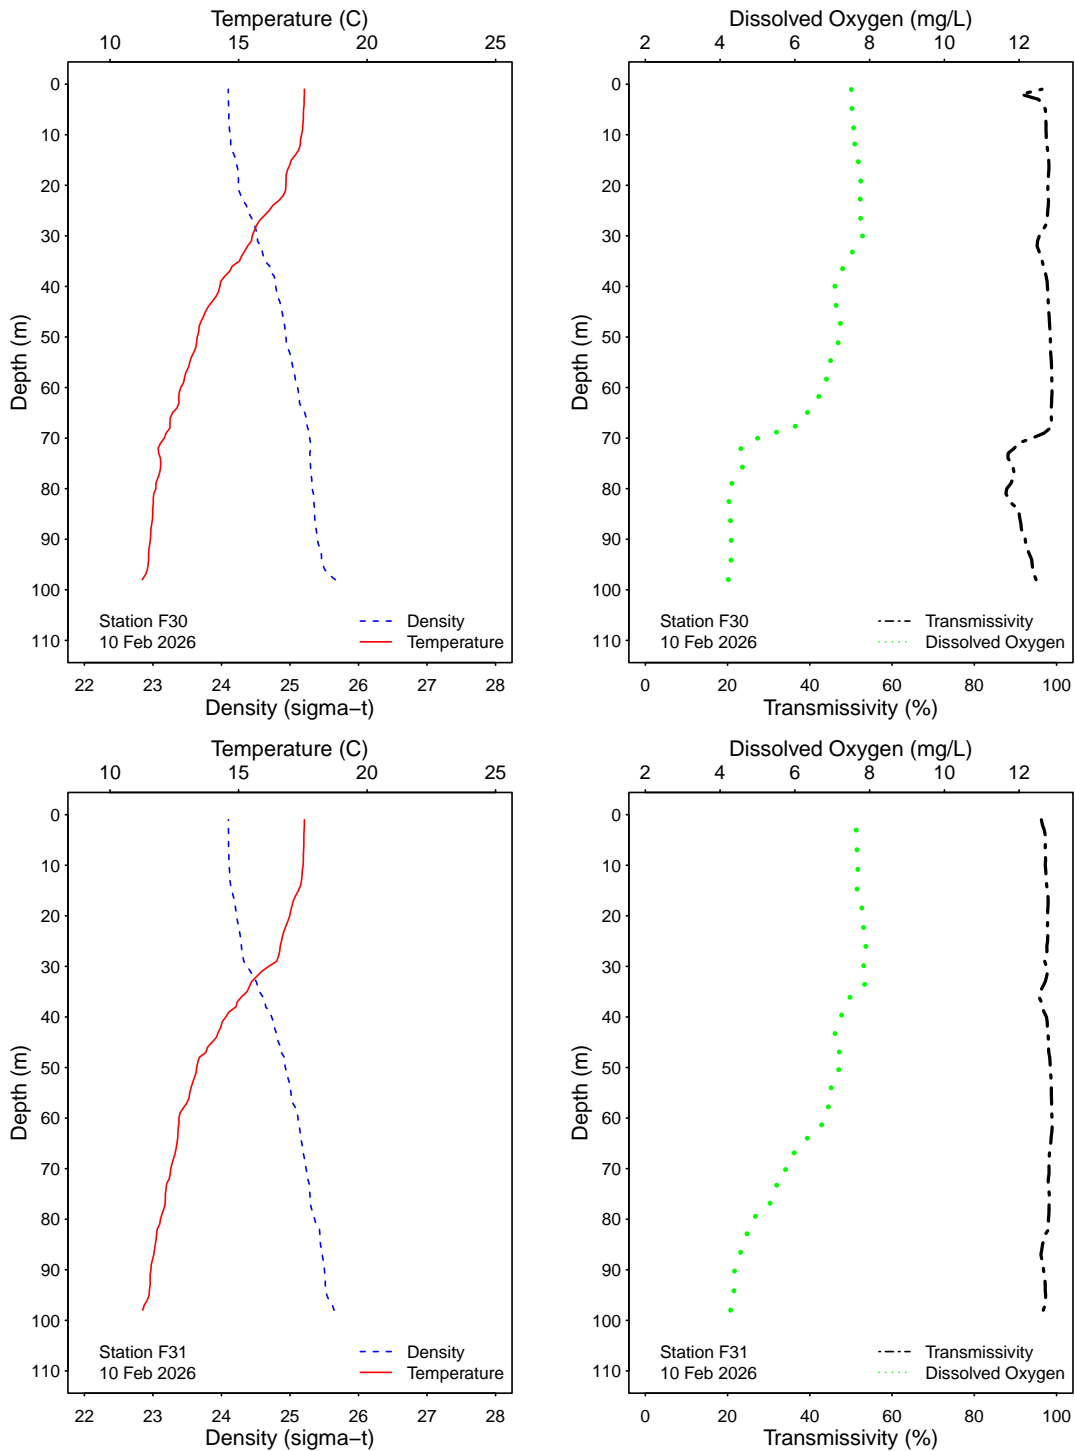 Temperature (C)
10 15 20 25
0
10
20
30
40
50
60
70
80
90
100
110
Depth (m)
Station F30
10 Feb 2026
Density
Temperature
22 23 24 25 26 27 28
Density (sigma−t)
Dissolved Oxygen (mg/L)
2 4 6 8 10 12
0
10
20
30
40
50
60
70
80
90
100
110
Depth (m)
Station F30
10 Feb 2026
Transmissivity
Dissolved Oxygen
0 20 40 60 80 100
Transmissivity (%)
Temperature (C)
10 15 20 25
0
10
20
30
40
50
60
70
80
90
100
110
Depth (m)
Station F31
10 Feb 2026
Density
Temperature
22 23 24 25 26 27 28
Density (sigma−t)
Dissolved Oxygen (mg/L)
2 4 6 8 10 12
0
10
20
30
40
50
60
70
80
90
100
110
Depth (m)
Station F31
10 Feb 2026
Transmissivity
Dissolved Oxygen
0 20 40 60 80 100
Transmissivity (%)